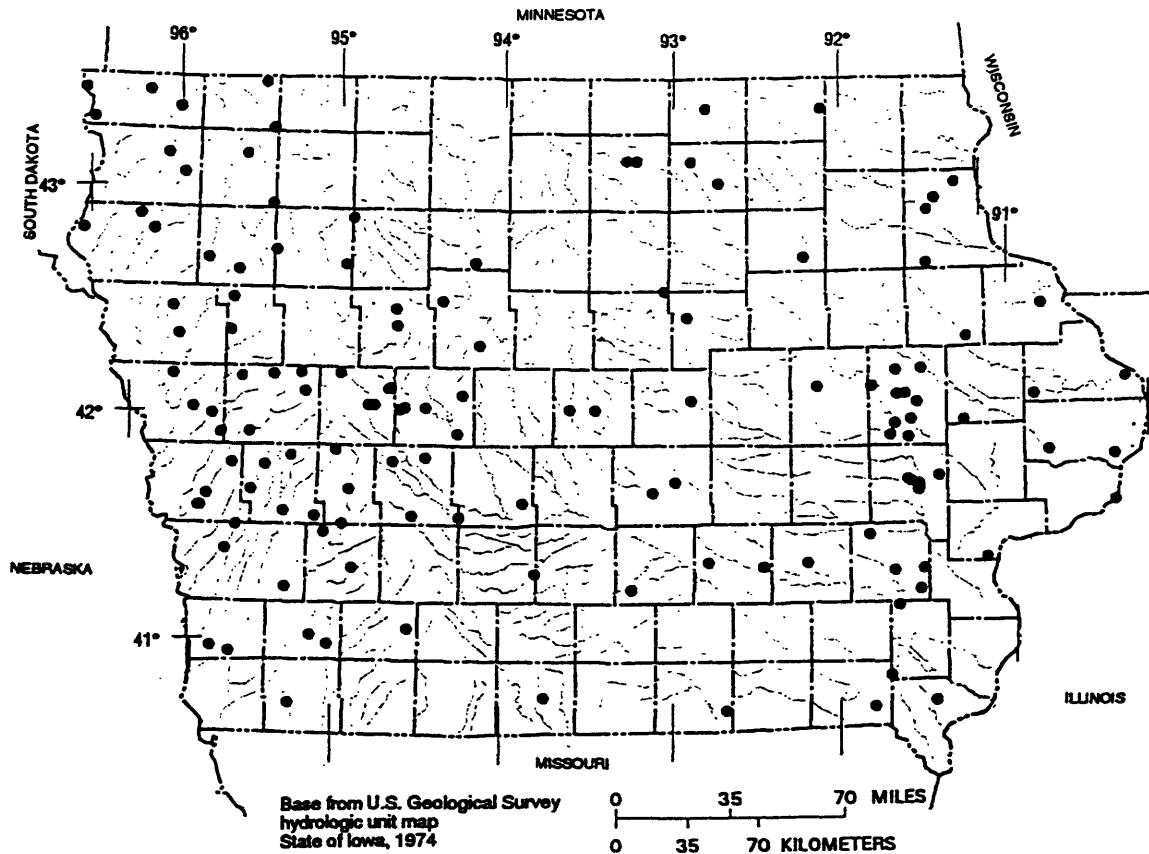 MINNESOTA
96°
95°
94°
93°
92°
WISCONSIN
SOUTH DAKOTA
43°
91°
42°
NEBRASKA
41°
ILLINOIS
MISSOURI
Base from U.S. Geological Survey
hydrologic unit map
State of Iowa, 1974
0 35 70 MILES
0 35 70 KILOMETERS